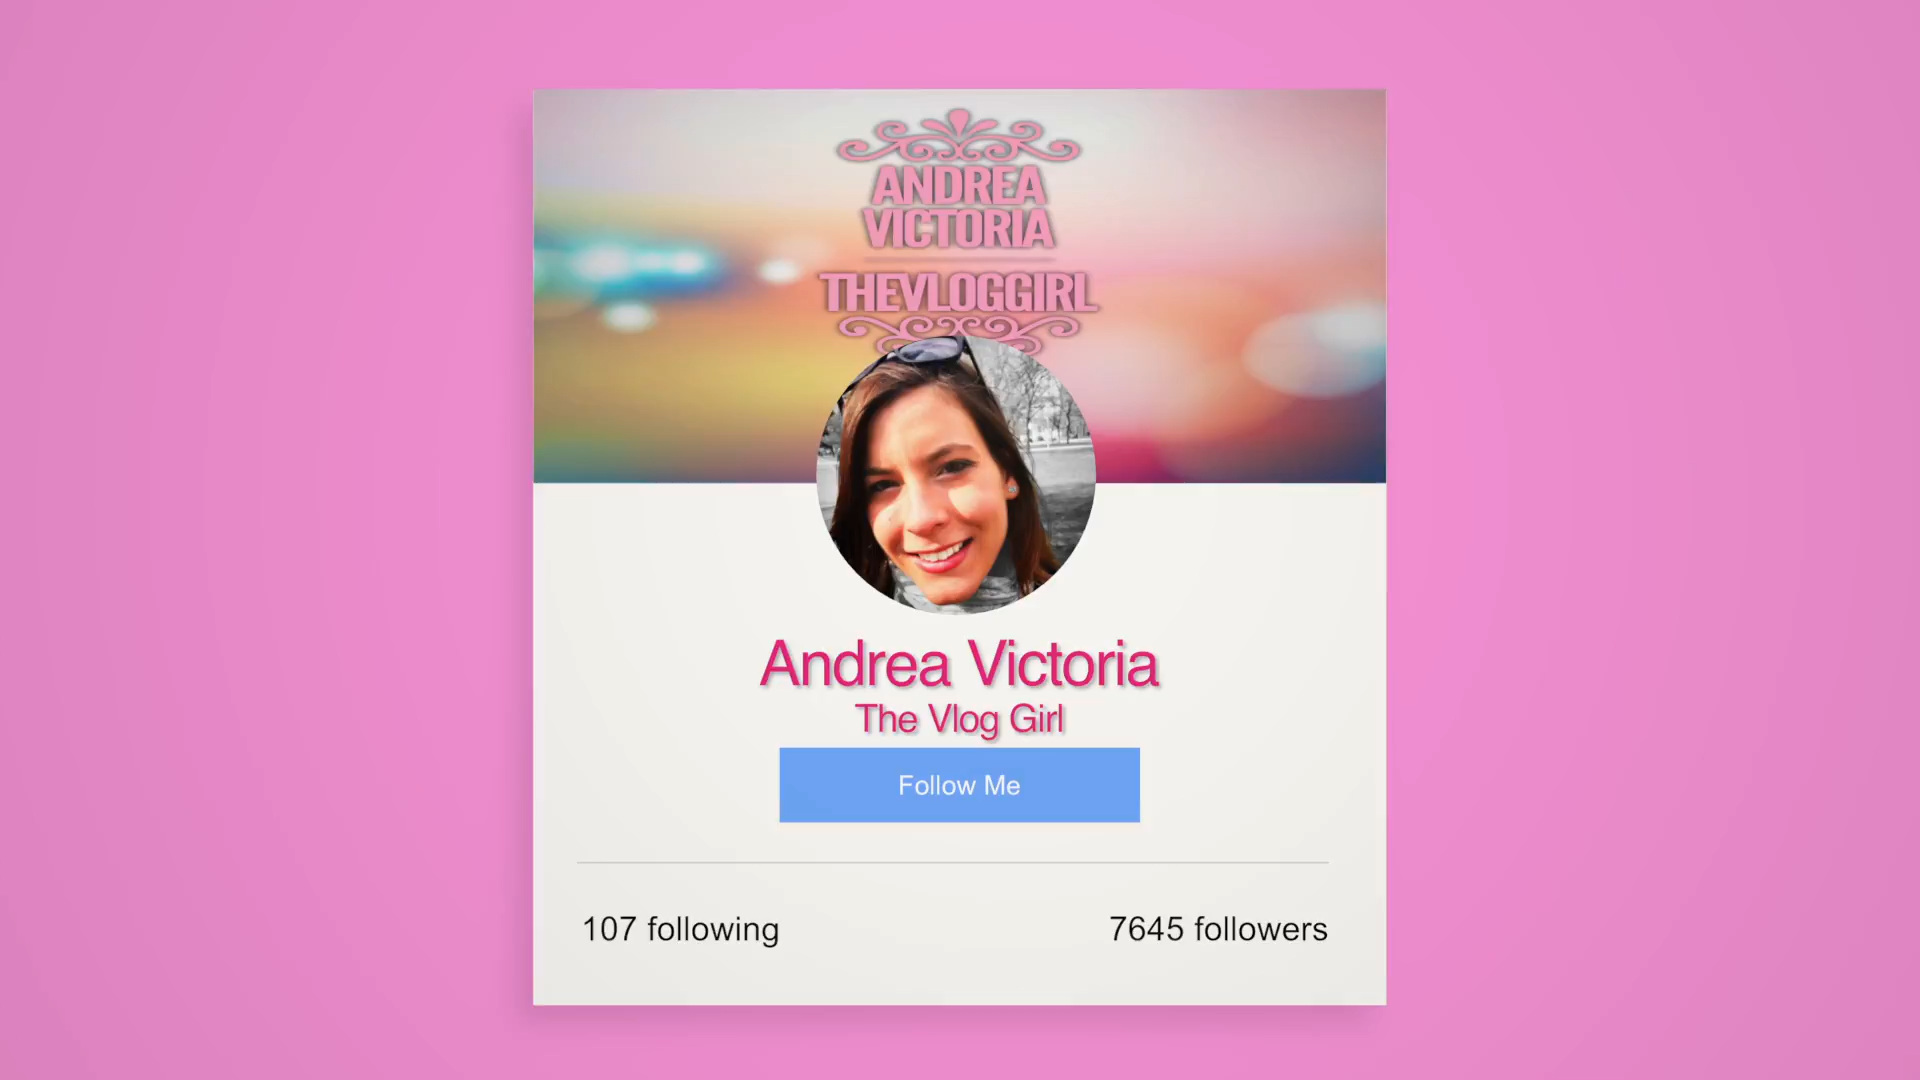 ANDREA
VICTORIA
THEVLOGGIRL
Andrea Victoria
The Vlog Girl
Follow Me
107 following
7645 followers